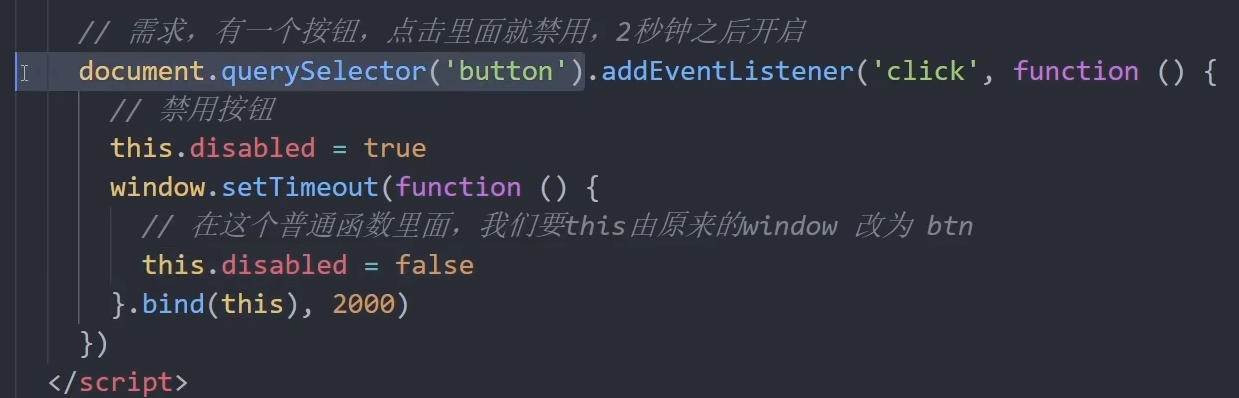 // 需求，有一个按钮，点击里面就禁用，2秒钟之后开启
document.querySelector('button').addEventListener('click', function () {
// 禁用按钮
this.disabled = true
window.setTimeout(function () {
// 在这个普通函数里面，我们要this由原来的window 改为 btn
this.disabled = false
}.bind(this), 2000)
})
</script>